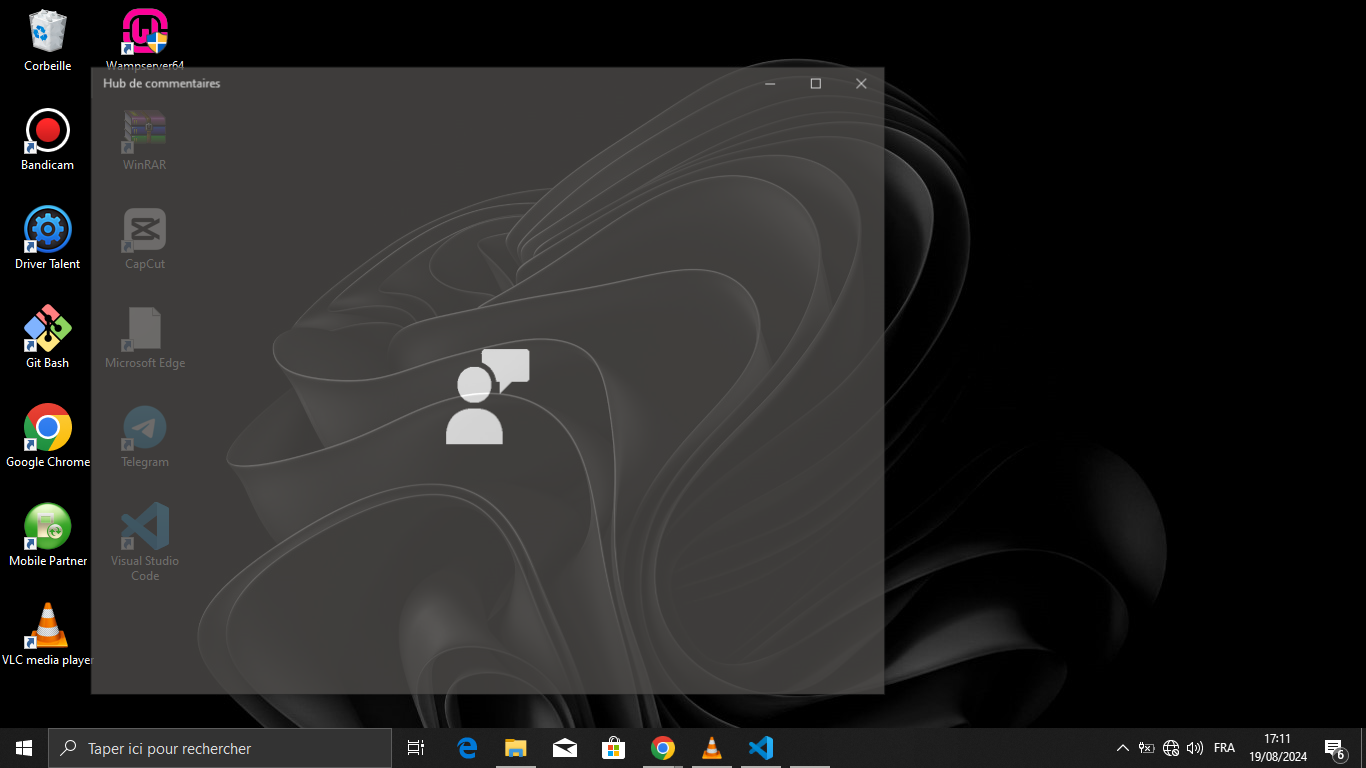 Corbeille
Wampserver64
Hub de commentaires
Bandicam
WinRAR
Driver Talent
CapCut
Git Bash
Microsoft Edge
Google Chrome
Telegram
Mobile Partner
Visual Studio
Code
VLC media player
Taper ici pour rechercher
FRA
17:11
19/08/2024
6